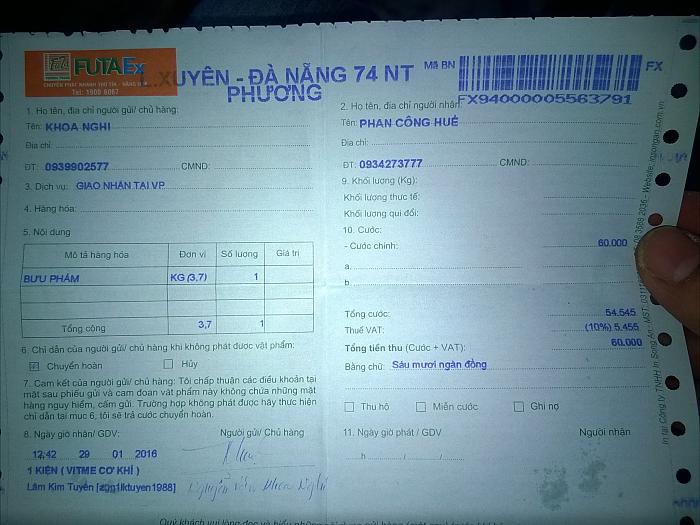 FUTAEx
CHUYỂN PHÁT NHANH
Tel: 1900 6067
XUYÊN - ĐÀ NẴNG 74 NT
PHƯƠNG
Mã BN
FX
FX94000005563791
1. Họ tên, địa chỉ người gửi/ chủ hàng:
Tên: KHOA NGHI
Địa chỉ:
ĐT: 0939902577 CMND:
3. Dịch vụ: GIAO NHẬN TẠI VP
4. Hàng hóa:
5. Nội dung
Mô tả hàng hóa Đơn vị Số lượng Giá trị
BƯU PHẨM KG (3,7) 1
Tổng cộng 3,7 1
6. Chỉ dẫn của người gửi/ chủ hàng khi không phát được vật phẩm:
Chuyển hoàn Hủy
7. Cam kết của người gửi/ chủ hàng: Tôi chấp thuận các điều khoản tại
mặt sau phiếu gửi và cam đoan vật phẩm này không chứa những mặt
hàng nguy hiểm, cấm gửi. Trường hợp không phát được hãy thực hiện
chỉ dẫn tại mục 6, tôi sẽ trả cước chuyển hoàn.
8. Ngày giờ nhận/ GDV: Người gửi/ Chủ hàng
12,42 29 01 2016
1 KIỆN ( VITME CƠ KHÍ )
Lâm Kim Tuyên
2. Họ tên, địa chỉ người nhận:
Tên: PHAN CÔNG HUẾ
Địa chỉ:
ĐT: 0934273777 CMND:
9. Khối lượng (Kg):
Khối lượng thực tế:
Khối lượng qui đổi:
10. Cước:
- Cước chính: 60.000
a.
b
Tổng cước: 54.545
Thuế VAT: (10%) 5.455
Tổng tiền thu (Cước + VAT): 60.000
Bằng chữ: Sáu mươi ngàn đồng
Thu hộ Miễn cước Ghi nợ
11. Ngày giờ phát / GDV Người nhận
h / /